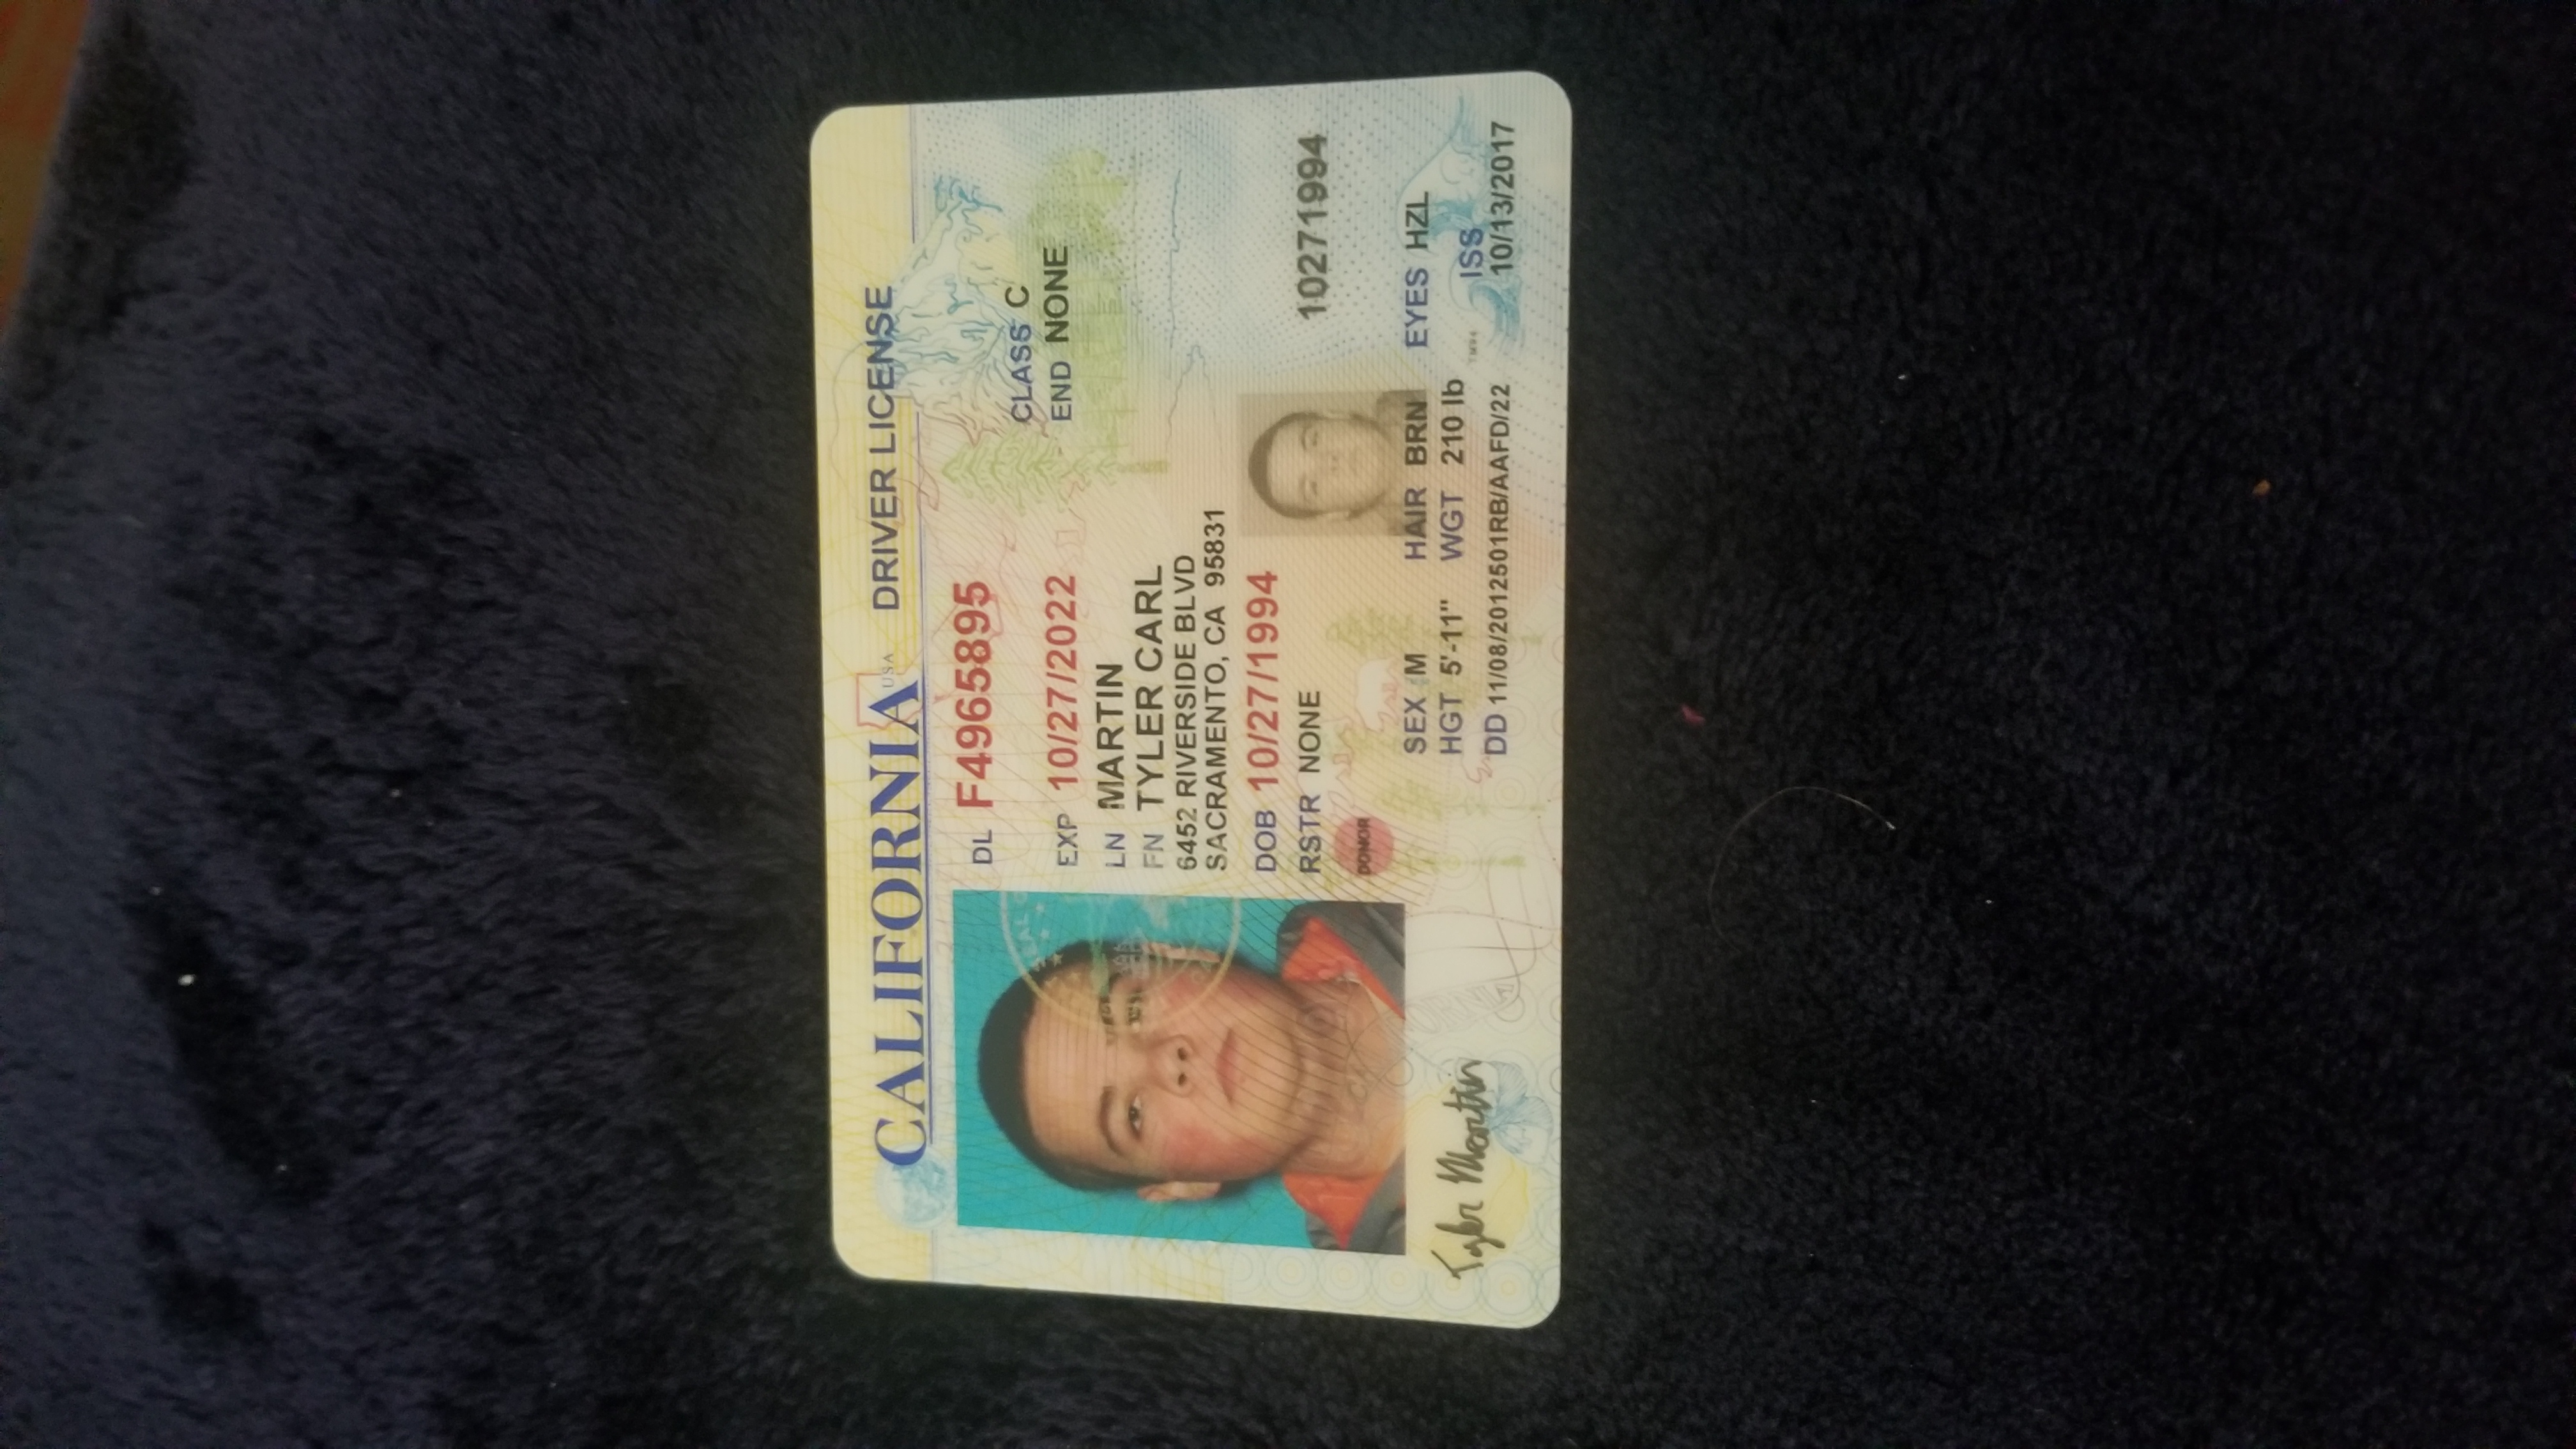 CALIFORNIA USA DRIVER LICENSE
DL F4965895
CLASS C
EXP 10/27/2022
END NONE
LN MARTIN
FN TYLER CARL
6452 RIVERSIDE BLVD
SACRAMENTO, CA 95831
DOB 10/27/1994
RSTR NONE
10271994
DONOR
SEX M HAIR BRN EYES HZL
HGT 5'-11" WGT 210 lb
ISS
DD 11/08/2012501RB/AAFD/22
10/13/2017
Tyler Martin